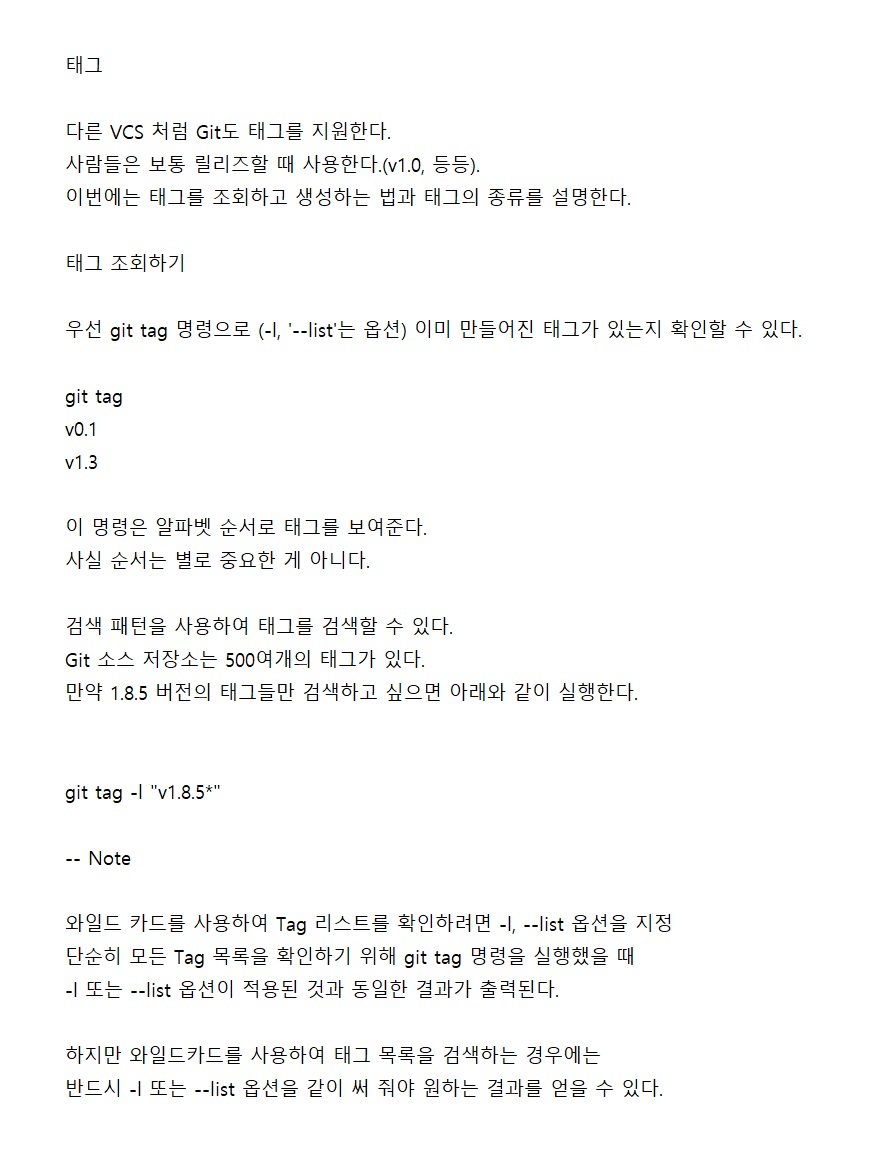 태그
다른 VCS 처럼 Git도 태그를 지원한다.
사람들은 보통 릴리즈할 때 사용한다.(v1.0, 등등).
이번에는 태그를 조회하고 생성하는 법과 태그의 종류를 설명한다.
태그 조회하기
우선 git tag 명령으로 (-l, '--list'는 옵션) 이미 만들어진 태그가 있는지 확인할 수 있다.
git tag
v0.1
v1.3
이 명령은 알파벳 순서로 태그를 보여준다.
사실 순서는 별로 중요한 게 아니다.
검색 패턴을 사용하여 태그를 검색할 수 있다.
Git 소스 저장소는 500여개의 태그가 있다.
만약 1.8.5 버전의 태그들만 검색하고 싶으면 아래와 같이 실행한다.
git tag -l "v1.8.5*"
-- Note
와일드 카드를 사용하여 Tag 리스트를 확인하려면 -l, --list 옵션을 지정
단순히 모든 Tag 목록을 확인하기 위해 git tag 명령을 실행했을 때
-l 또는 --list 옵션이 적용된 것과 동일한 결과가 출력된다.
하지만 와일드카드를 사용하여 태그 목록을 검색하는 경우에는
반드시 -l 또는 --list 옵션을 같이 써 줘야 원하는 결과를 얻을 수 있다.